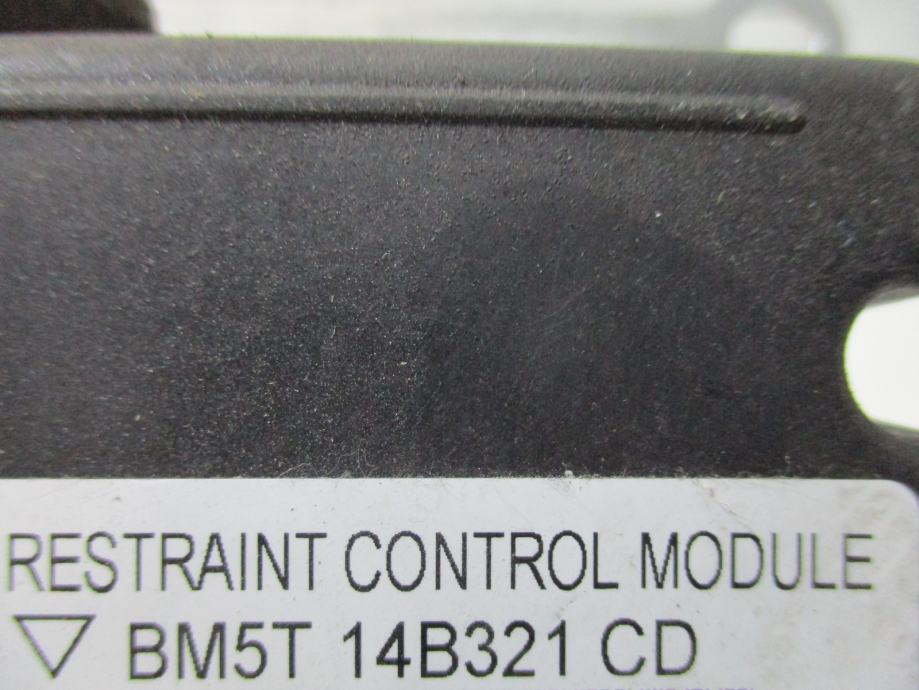 RESTRAINT CONTROL MODULE
▽ BM5T 14B321 CD